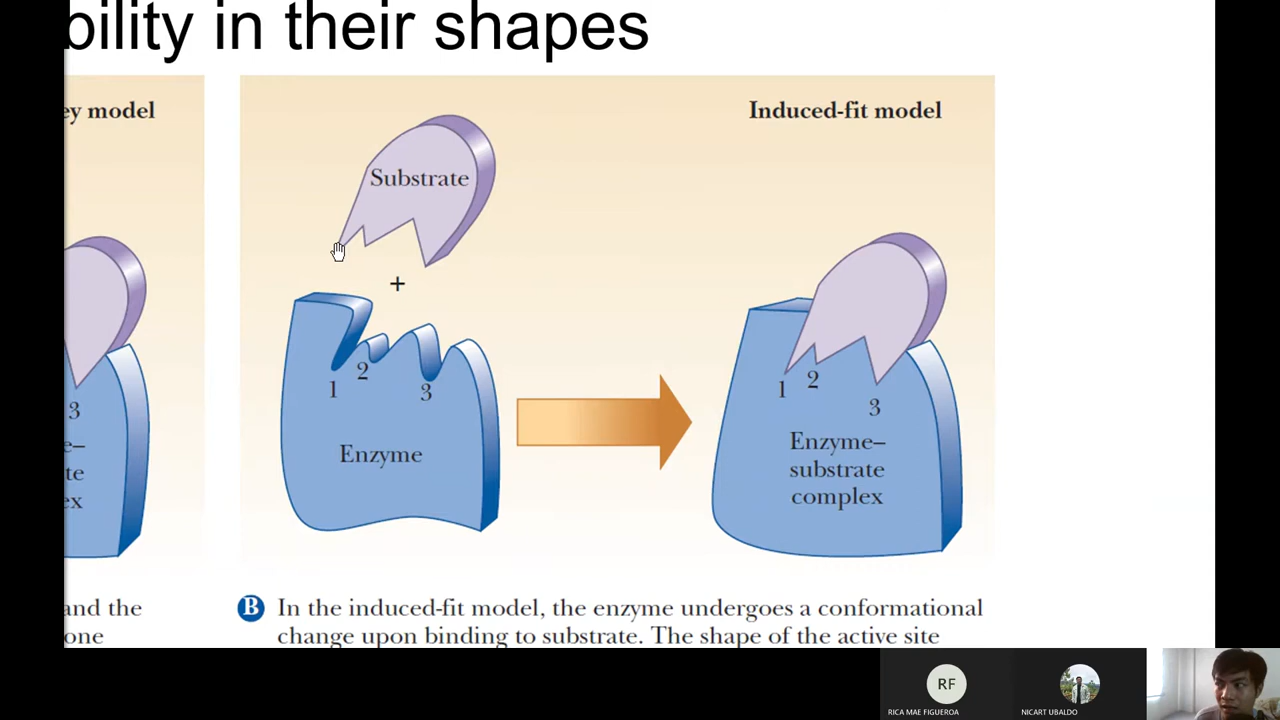 bility in their shapes
ey model
Induced-fit model
Substrate
+
1
2
3
Enzyme
1
2
3
Enzyme–
substrate
complex
3
e–
te
ex
and the
one
B In the induced-fit model, the enzyme undergoes a conformational
change upon binding to substrate. The shape of the active site
RF
RICA MAE FIGUEROA
NICART UBALDO